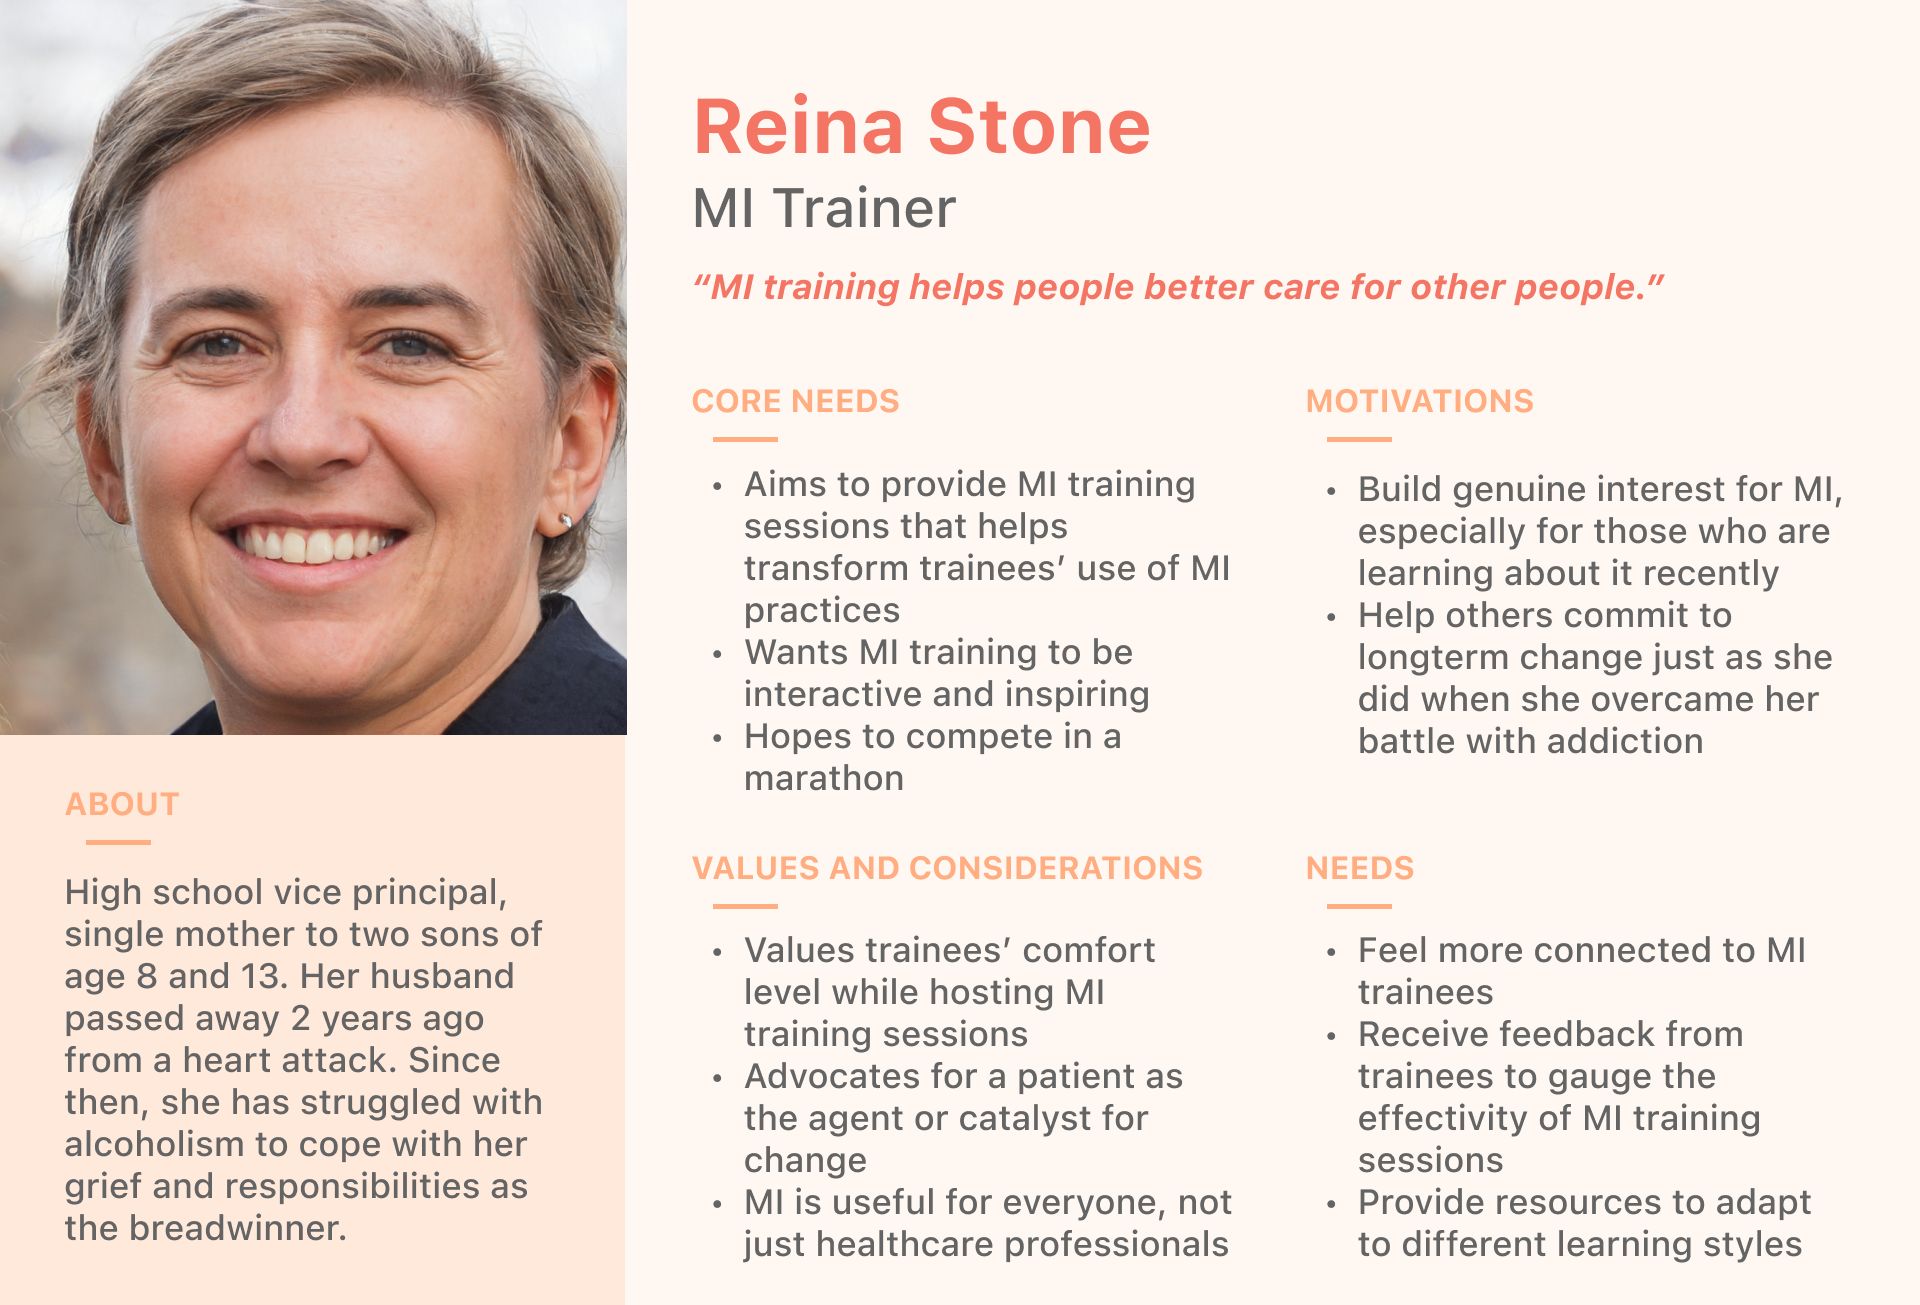 Reina Stone
MI Trainer
“MI training helps people better care for other people.”
CORE NEEDS
• Aims to provide MI training
sessions that helps
transform trainees’ use of MI
practices
• Wants MI training to be
interactive and inspiring
• Hopes to compete in a
marathon
MOTIVATIONS
• Build genuine interest for MI,
especially for those who are
learning about it recently
• Help others commit to
longterm change just as she
did when she overcame her
battle with addiction
ABOUT
High school vice principal,
single mother to two sons of
age 8 and 13. Her husband
passed away 2 years ago
from a heart attack. Since
then, she has struggled with
alcoholism to cope with her
grief and responsibilities as
the breadwinner.
VALUES AND CONSIDERATIONS
• Values trainees’ comfort
level while hosting MI
training sessions
• Advocates for a patient as
the agent or catalyst for
change
• MI is useful for everyone, not
just healthcare professionals
NEEDS
• Feel more connected to MI
trainees
• Receive feedback from
trainees to gauge the
effectivity of MI training
sessions
• Provide resources to adapt
to different learning styles